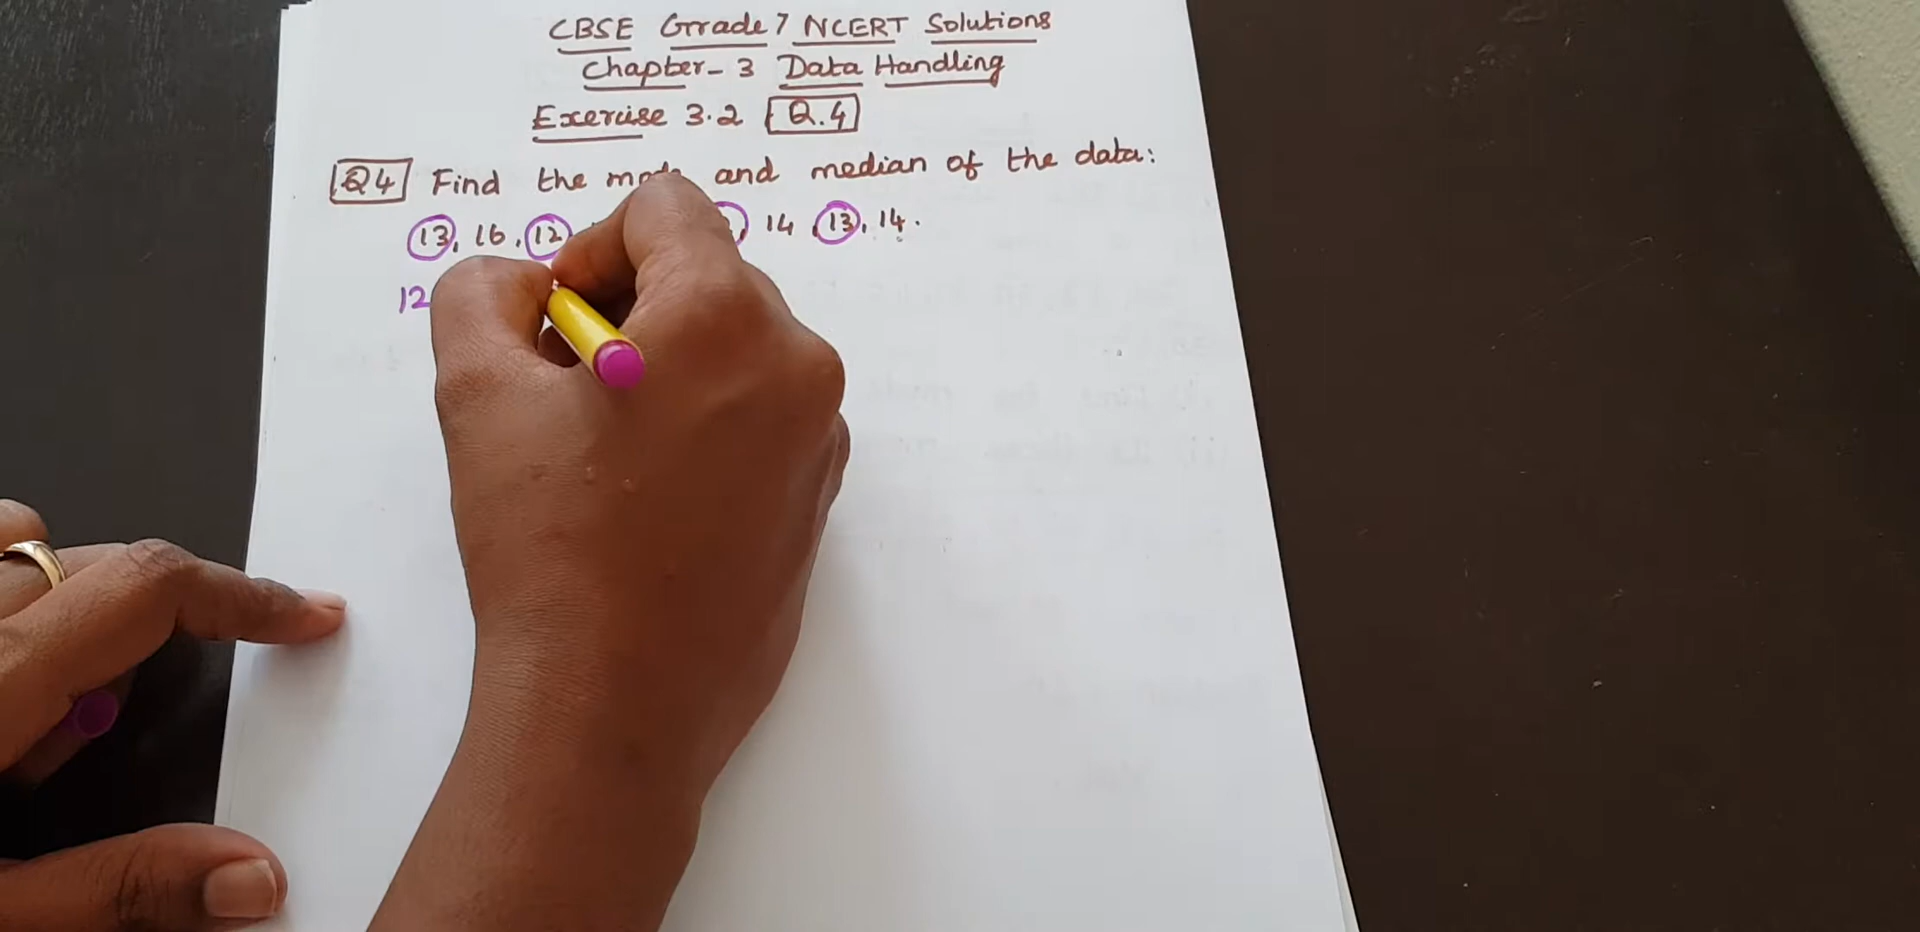 CBSE Grade 7 NCERT Solutions
Chapter - 3 Data Handling
Exercise 3.2 Q.4
Q4 Find the and median of the data:
13, 16, 12, 14, 13, 14.
12